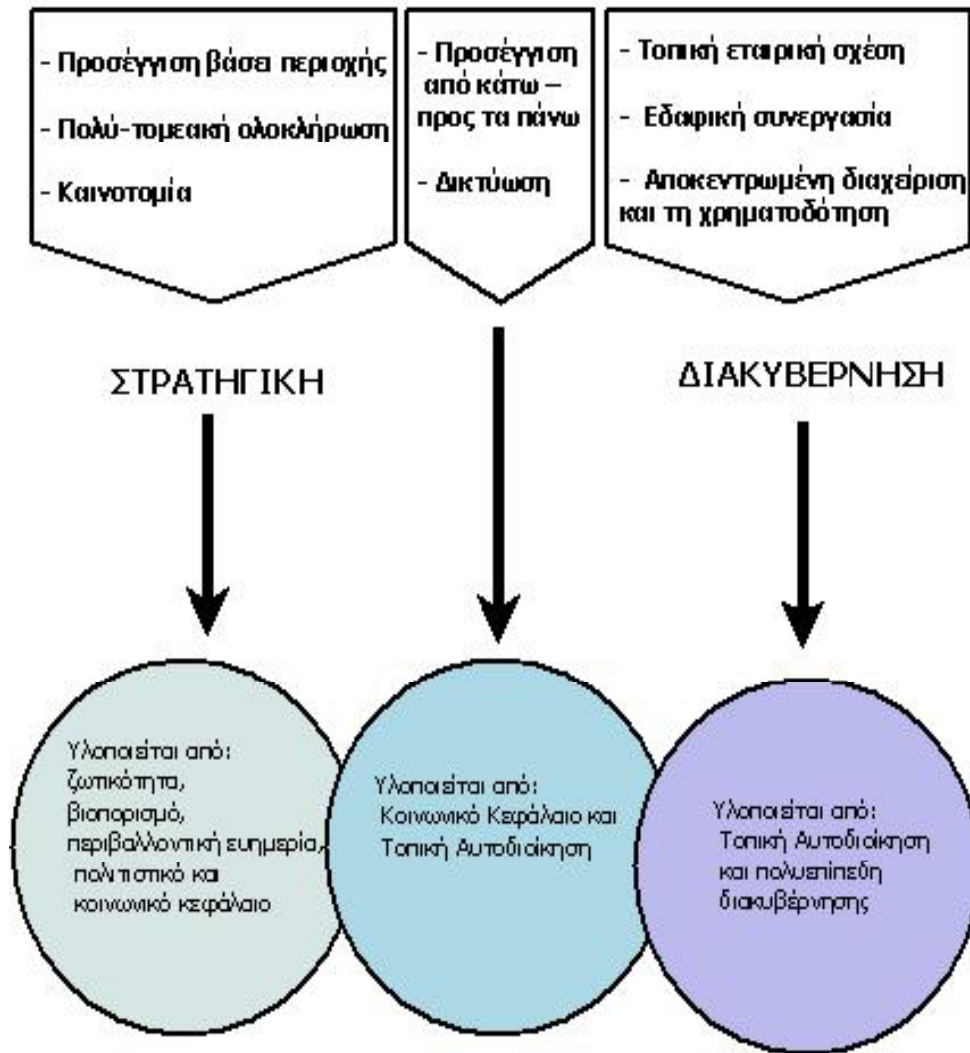 - Προσέγγιση βάσει περιοχής
- Πολύ-τομεακή ολοκλήρωση
- Καινοτομία
- Προσέγγιση
από κάτω –
προς τα πάνω
- Δικτύωση
- Τοπική εταιρική σχέση
- Εδαφική συνεργασία
- Αποκεντρωμένη διαχείριση
και τη χρηματοδότηση
ΣΤΡΑΤΗΓΙΚΗ
ΔΙΑΚΥΒΕΡΝΗΣΗ
Υλοποιείται από:
ζωτικότητα,
βιοπορισμό,
περιβαλλοντική ευημερία,
πολιτιστικό και
κοινωνικό κεφάλαιο
Υλοποιείται από:
Κοινωνικό Κεφάλαιο και
Τοπική Αυτοδιοίκηση
Υλοποιείται από:
Τοπική Αυτοδιοίκηση
και πολυεπίπεδη
διακυβέρνησης